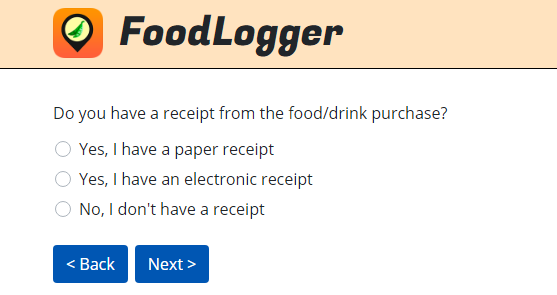 FoodLogger
Do you have a receipt from the food/drink purchase?
Yes, I have a paper receipt
Yes, I have an electronic receipt
No, I don't have a receipt
< Back Next >